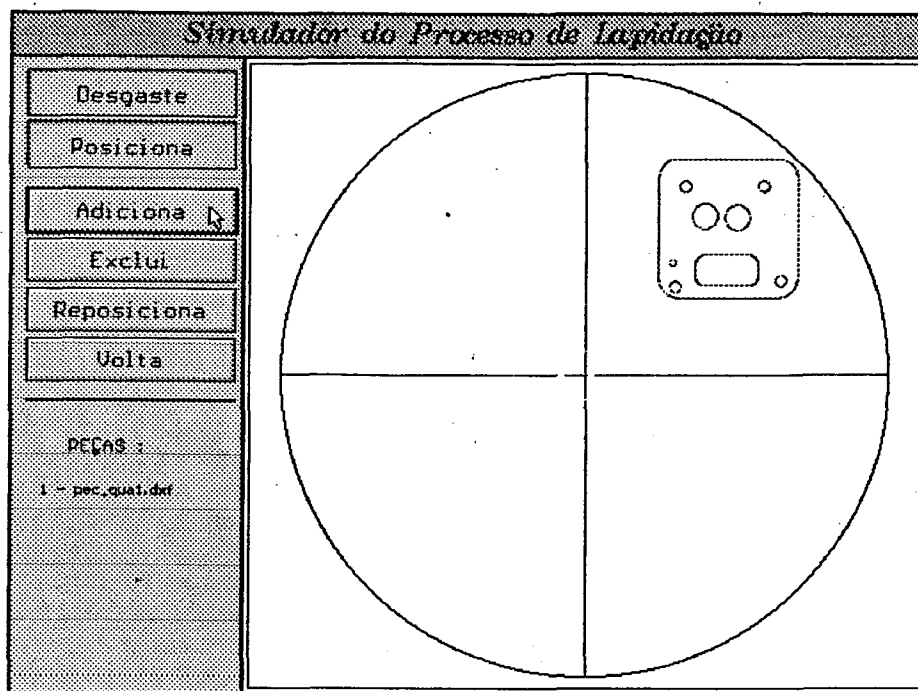 Simulador do Processo de Lapidação
Desgaste
Posiciona
Adiciona
Exclui
Reposiciona
Volta
PEÇAS :
1 - pec_qua1.dxf